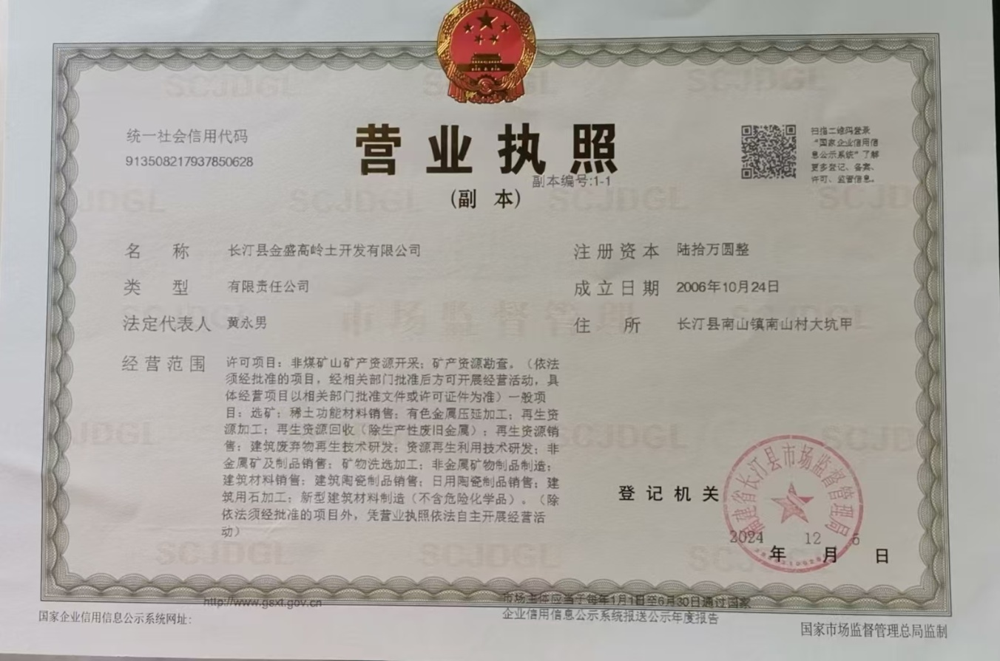 统一社会信用代码
913508217937850628
营业执照
副本编号:1-1
(副 本)
扫描二维码登录
“国家企业信用信
息公示系统”了解
更多登记、备案、
许可、监管信息。
名 称 长汀县金盛高岭土开发有限公司
类 型 有限责任公司
法定代表人 黄永男
注册资本 陆拾万圆整
成立日期 2006年10月24日
住 所 长汀县南山镇南山村大坑甲
经营范围 许可项目：非煤矿山矿产资源开采；矿产资源勘查。（依法
须经批准的项目，经相关部门批准后方可开展经营活动，具
体经营项目以相关部门批准文件或许可证件为准）一般项
目：选矿；稀土功能材料销售；有色金属压延加工；再生资
源加工；再生资源回收（除生产性废旧金属）；再生资源销
售；建筑废弃物再生技术研发；资源再生利用技术研发；非
金属矿及制品销售；矿物洗选加工；非金属矿物制品制造；
建筑材料销售；建筑陶瓷制品销售；日用陶瓷制品销售；建
筑用石加工；新型建筑材料制造（不含危险化学品）。（除
依法须经批准的项目外，凭营业执照依法自主开展经营活
动）
登记机关
福建省长汀县市场监督管理局
2024 年 12 月 6 日
http://www.gsxt.gov.cn
国家企业信用信息公示系统网址：
市场主体应当于每年1月1日至6月30日通过国家
企业信用信息公示系统报送公示年度报告
国家市场监督管理总局监制
SCJDGL
市场监督管理